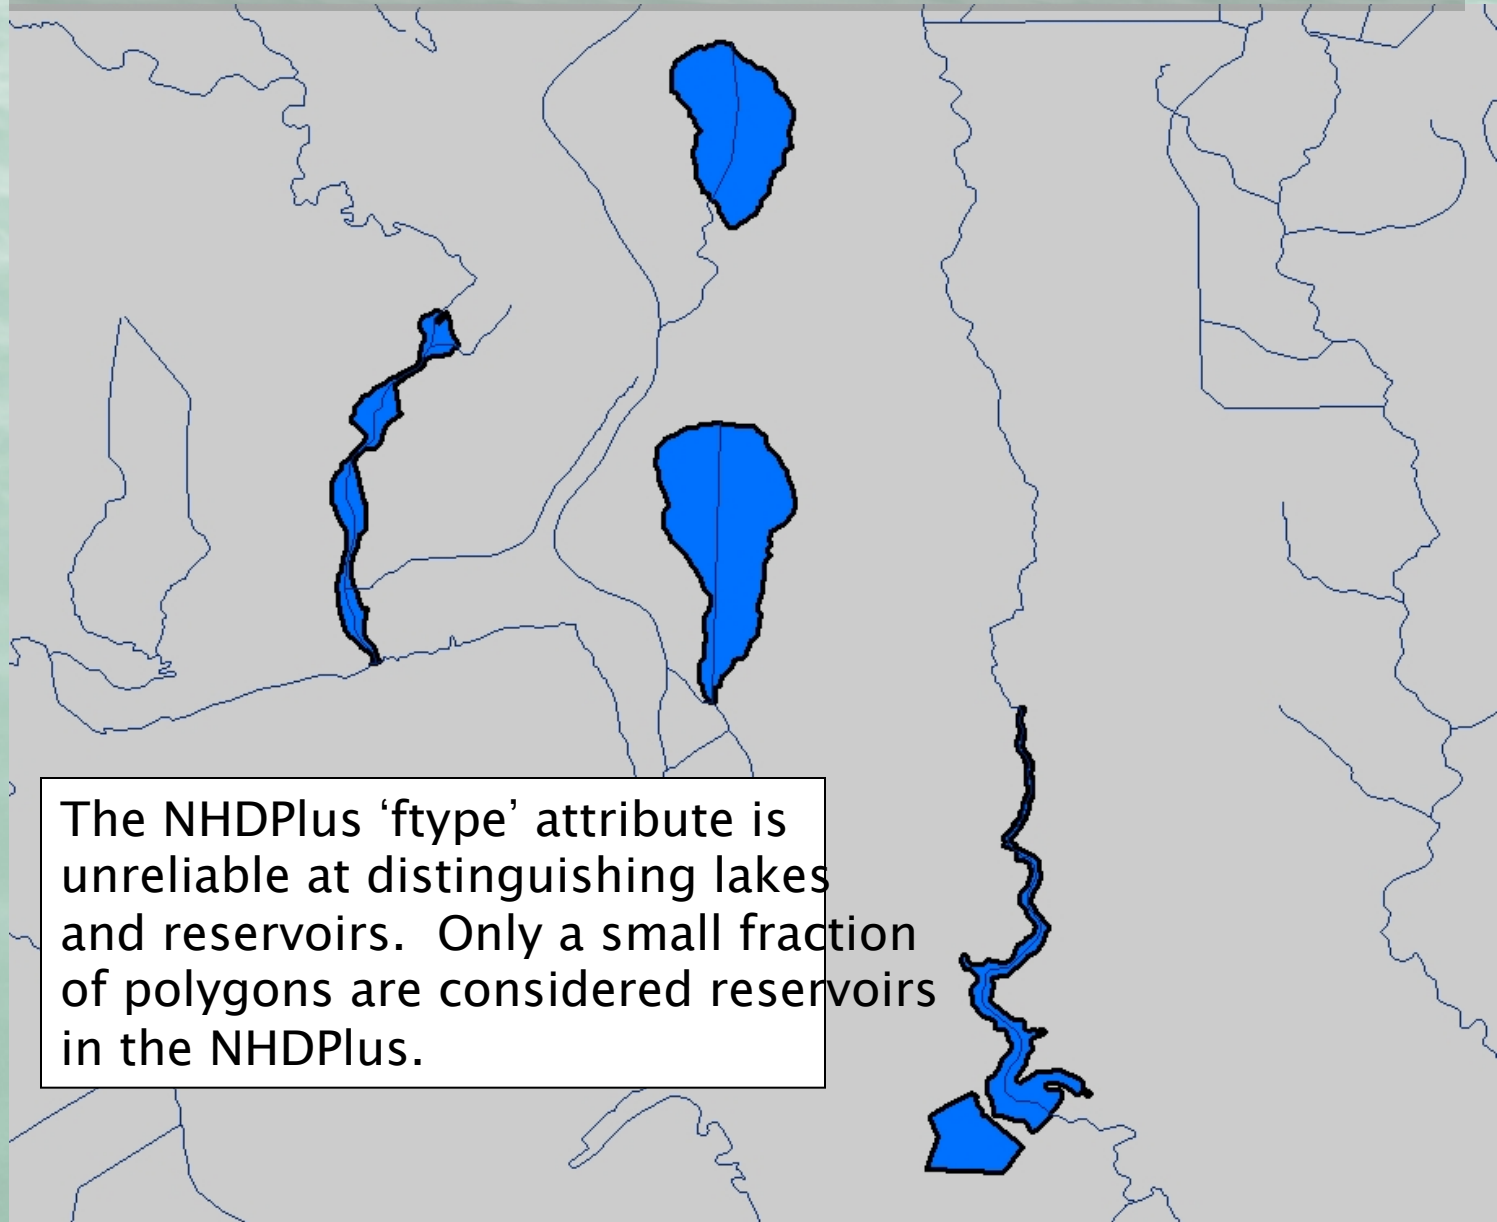 The NHDPlus ‘ftype’ attribute is
unreliable at distinguishing lakes
and reservoirs.  Only a small fraction
of polygons are considered reservoirs
in the NHDPlus.